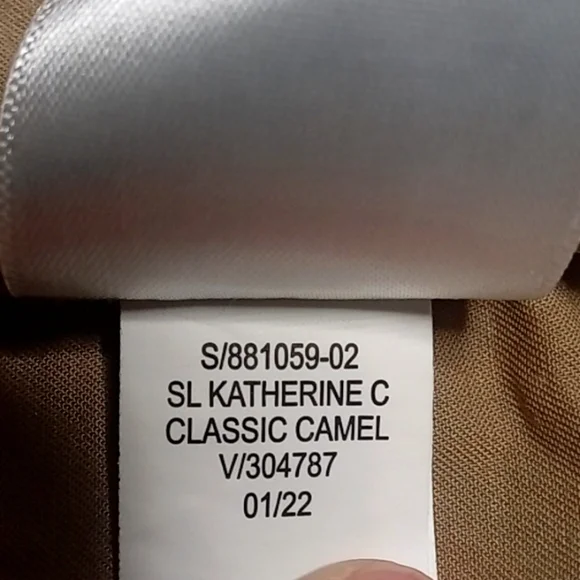 S/881059-02
SL KATHERINE C
CLASSIC CAMEL
V/304787
01/22